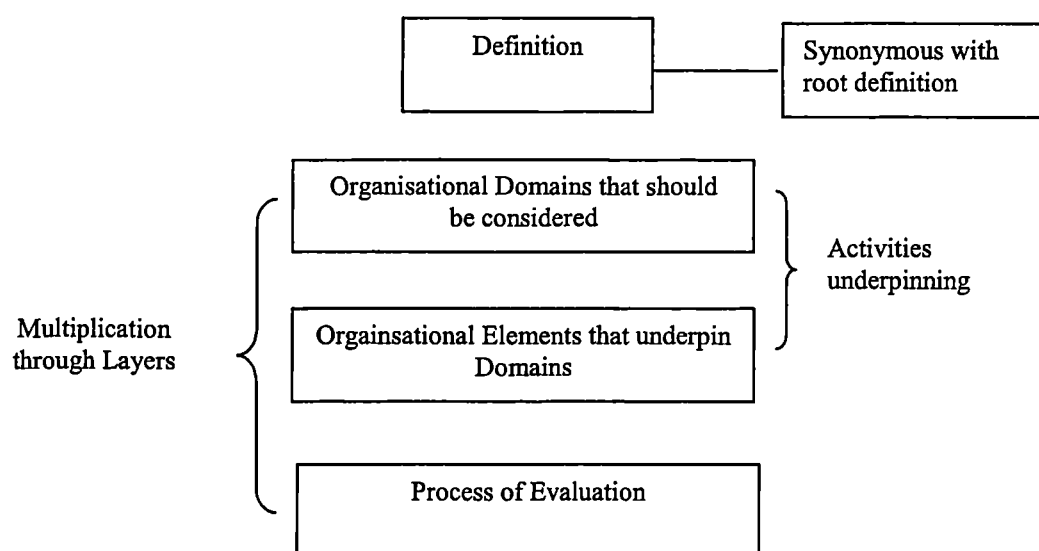 Definition
Synonymous with
root definition
Organisational Domains that should
be considered
Activities
underpinning
Multiplication
through Layers
Orgainsational Elements that underpin
Domains
Process of Evaluation